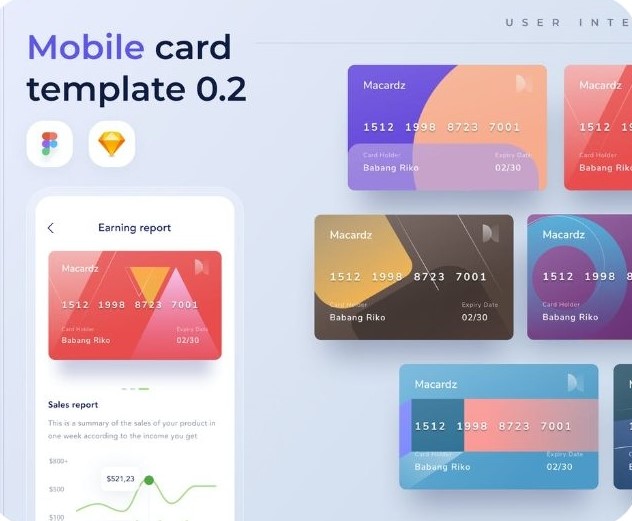 USER INTE
Mobile card
template 0.2
Earning report
Macardz
1512 1998 8723 7001
Card Holder
Expiry Date
Babang Riko
02/30
Sales report
This is a summary of the sales of your product in
one week according to the income you get
$800+
$521,23
$500
$100
Macardz
1512 1998 8723 7001
Card Holder
Expiry Date
Babang Riko
02/30
Macardz
1512 19
Card Holder
Babang Riko
Macardz
1512 1998 8723 7001
Card Holder
Expiry Date
Babang Riko
02/30
Macardz
1512 1998 8
Card Holder
Babang Riko
Macardz
1512 1998 8723 7001
Card Holder
Expiry Date
Babang Riko
02/30